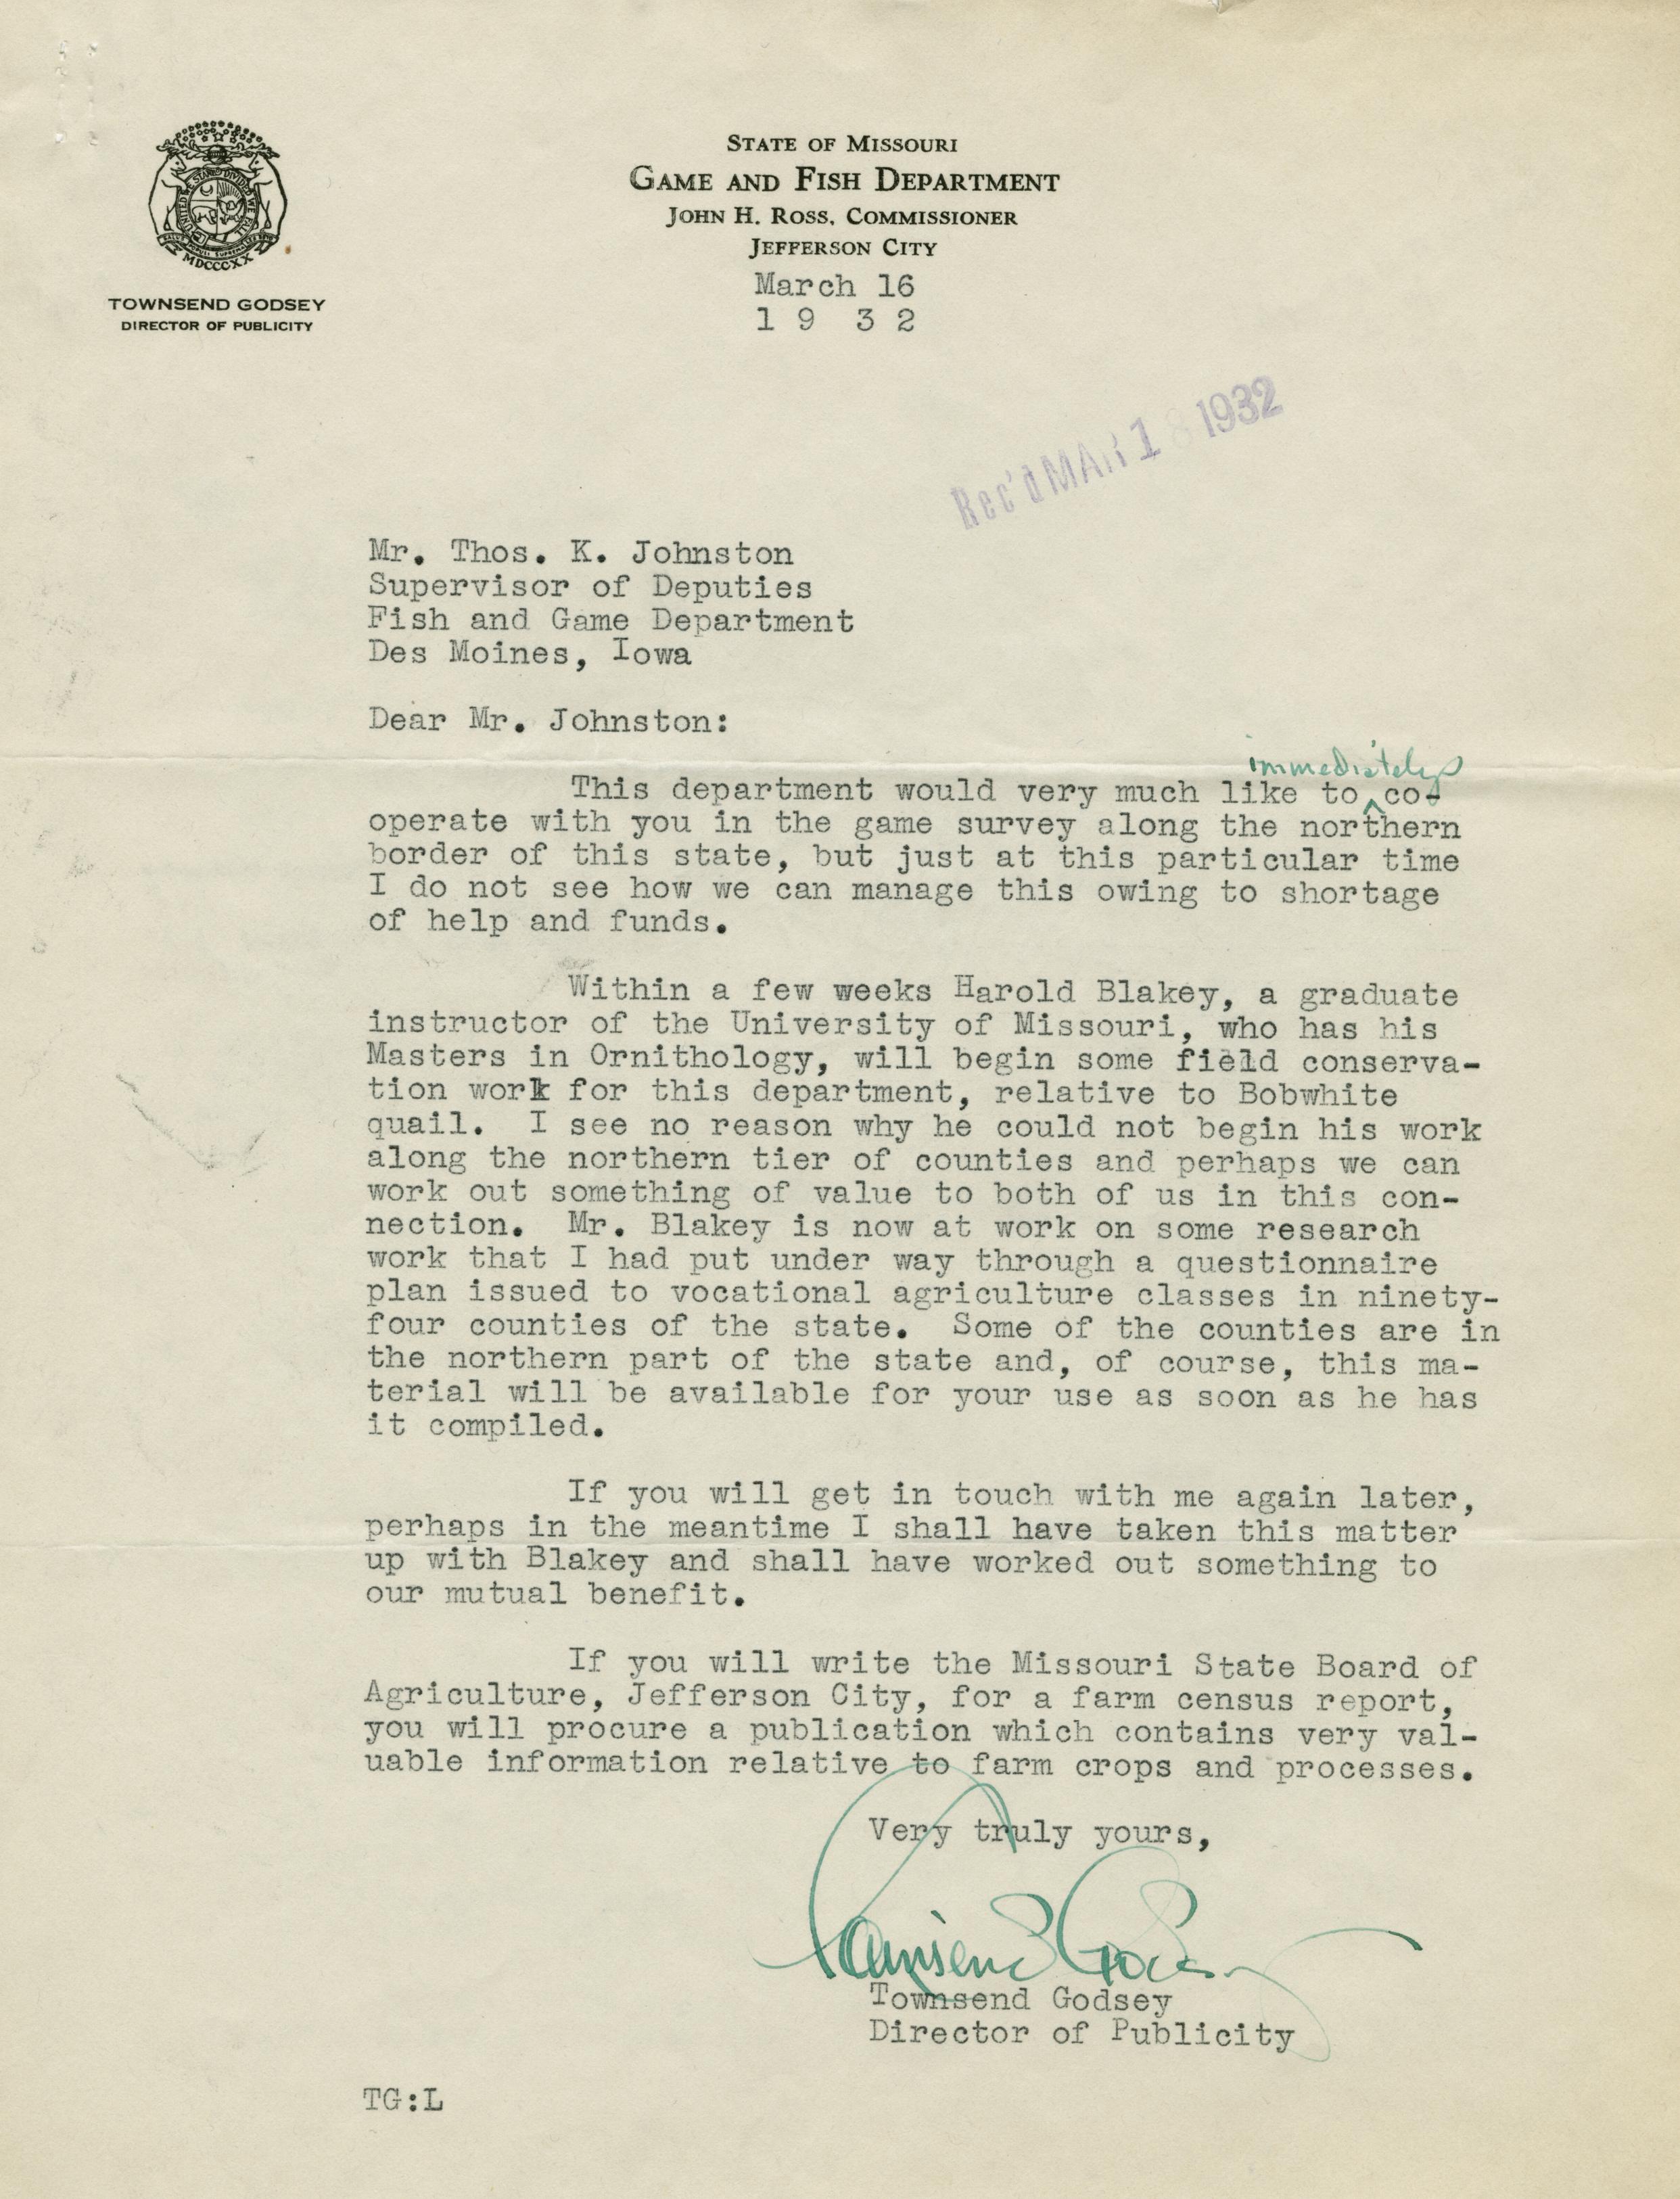 STATE OF MISSOURI
GAME AND FISH DEPARTMENT
JOHN H. ROSS, COMMISSIONER
JEFFERSON CITY
MDCCCXX
TOWNSEND GODSEY
DIRECTOR OF PUBLICITY
March 16
1 9 3 2
Rec'd MAR 18 1932
Mr. Thos. K. Johnston
Supervisor of Deputies
Fish and Game Department
Des Moines, Iowa
Dear Mr. Johnston:
immediately
This department would very much like to co-
operate with you in the game survey along the northern
border of this state, but just at this particular time
I do not see how we can manage this owing to shortage
of help and funds.
Within a few weeks Harold Blakey, a graduate
instructor of the University of Missouri, who has his
Masters in Ornithology, will begin some field conserva-
tion work for this department, relative to Bobwhite
quail. I see no reason why he could not begin his work
along the northern tier of counties and perhaps we can
work out something of value to both of us in this con-
nection. Mr. Blakey is now at work on some research
work that I had put under way through a questionnaire
plan issued to vocational agriculture classes in ninety-
four counties of the state. Some of the counties are in
the northern part of the state and, of course, this ma-
terial will be available for your use as soon as he has
it compiled.
If you will get in touch with me again later,
perhaps in the meantime I shall have taken this matter
up with Blakey and shall have worked out something to
our mutual benefit.
If you will write the Missouri State Board of
Agriculture, Jefferson City, for a farm census report,
you will procure a publication which contains very val-
uable information relative to farm crops and processes.
Very truly yours,
Townsend Godsey
Townsend Godsey
Director of Publicity
TG:L